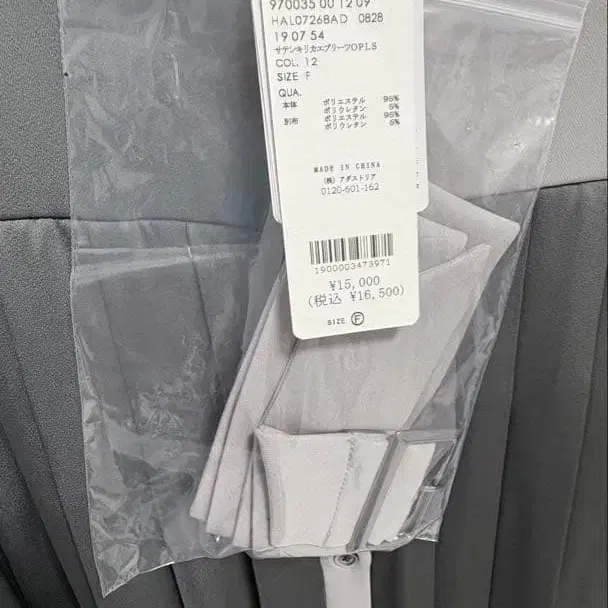 970035 00 12 09
HAL07268AD 0828
19 07 54
サテンキリカエプリーツOPLS
COL. 12
SIZE F
QUA.
本体 ポリエステル 95%
ポリウレタン 5%
別布 ポリエステル 95%
ポリウレタン 5%
MADE IN CHINA
(株) アダストリア
0120-601-162
1900003473971
¥15,000
(税込 ¥16,500)
SIZE F